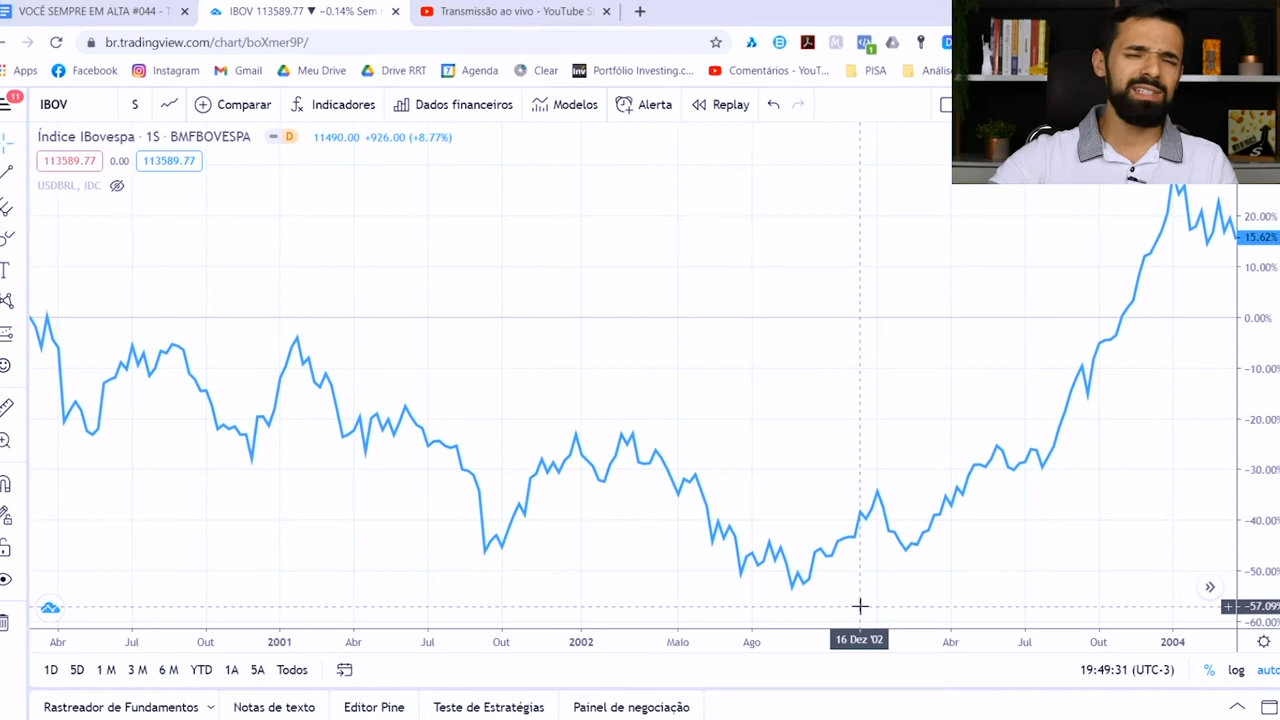 VOCÊ SEMPRE EM ALTA #044 - T
IBOV 113589.77 ▼ −0.14% Sem n
Transmissão ao vivo - YouTube S
br.tradingview.com/chart/boXmer9P/
1
Apps
Facebook
Instagram
Gmail
Meu Drive
Drive RRT
Agenda
Clear
Inv Portfólio Investing.c...
Comentários - YouT...
PISA
Análise
11
IBOV
S
Comparar
Indicadores
Dados financeiros
Modelos
Alerta
Replay
Índice IBovespa · 1S · BMFBOVESPA
D
11490.00 +926.00 (+8.77%)
113589.77 0.00 113589.77
USDBRL, IDC
20.00%
15.62%
10.00%
0.00%
−10.00%
−20.00%
−30.00%
−40.00%
−50.00%
−57.09%
−60.00%
Abr Jul Out 2001 Abr Jul Out 2002 Maio Ago 16 Dez '02 Abr Jul Out 2004
1D 5D 1 M 3 M 6 M YTD 1A 5A Todos
19:49:31 (UTC-3) % log auto
Rastreador de Fundamentos
Notas de texto
Editor Pine
Teste de Estratégias
Painel de negociação